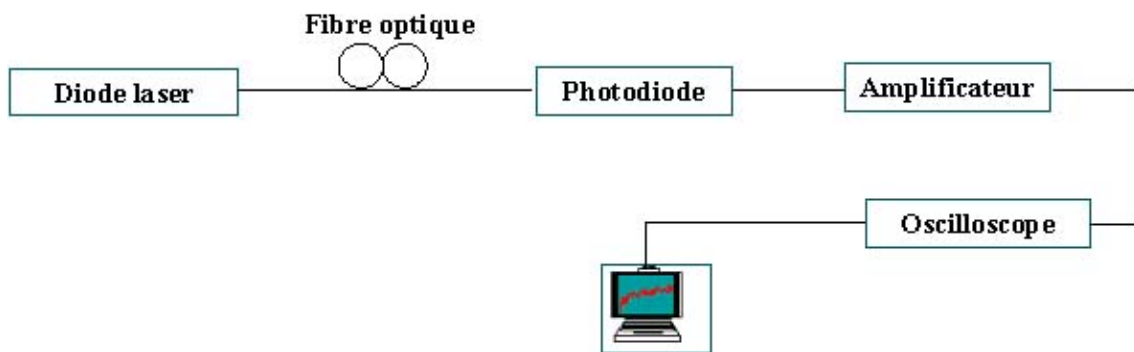 Fibre optique
Diode laser
Photodiode
Amplificateur
Oscilloscope